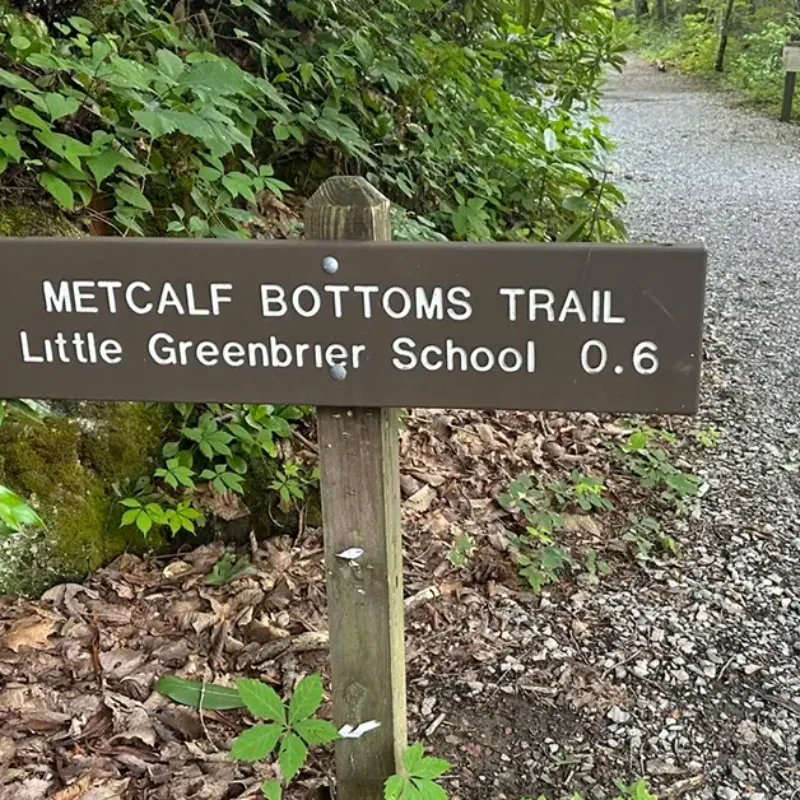 METCALF BOTTOMS TRAIL
Little Greenbrier School 0.6